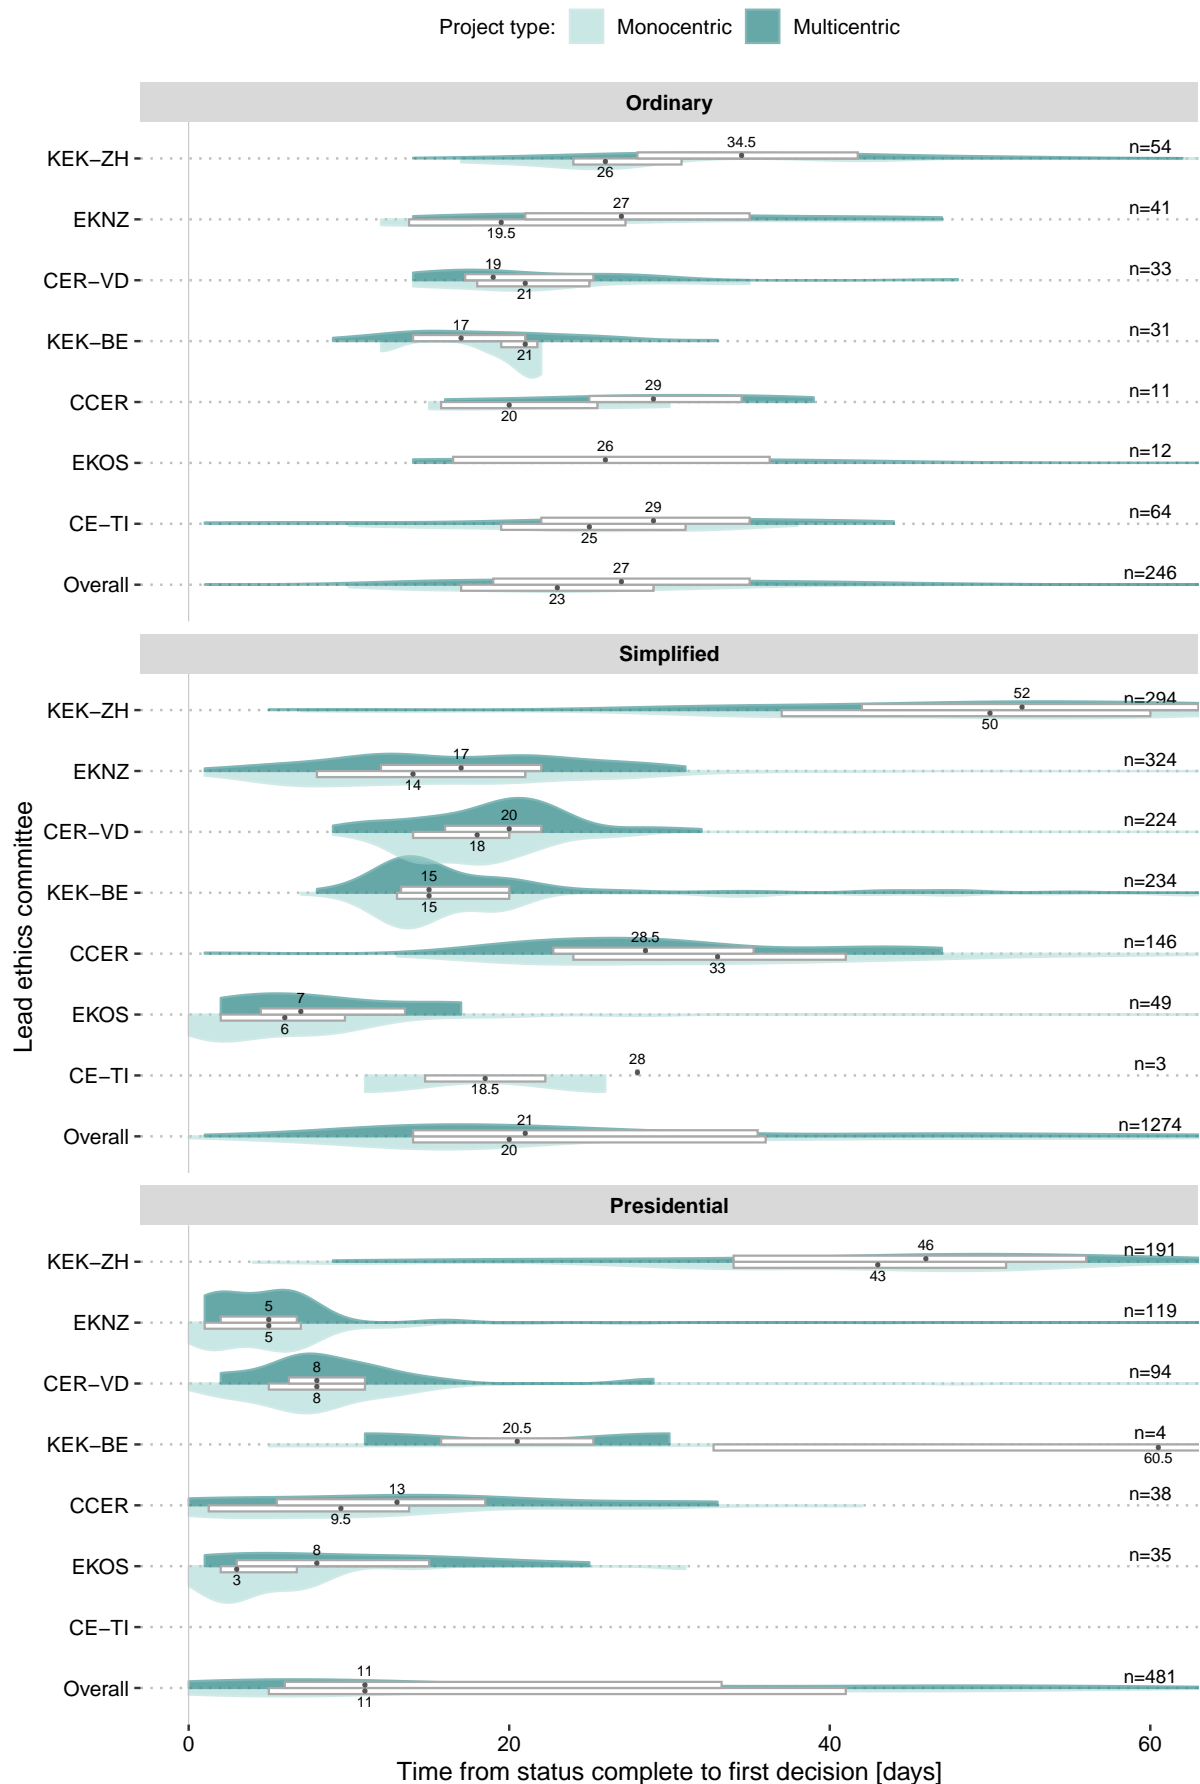 Project type: Monocentric Multicentric
Ordinary
KEK−ZH 34.5 26 n=54
EKNZ 27 19.5 n=41
CER−VD 19 21 n=33
KEK−BE 17 21 n=31
CCER 29 20 n=11
EKOS 26 n=12
CE−TI 29 25 n=64
Overall 27 23 n=246
Simplified
KEK−ZH 52 50 n=294
EKNZ 17 14 n=324
CER−VD 20 18 n=224
KEK−BE 15 15 n=234
CCER 28.5 33 n=146
EKOS 7 6 n=49
CE−TI 18.5 28 n=3
Overall 21 20 n=1274
Presidential
KEK−ZH 46 43 n=191
EKNZ 5 5 n=119
CER−VD 8 8 n=94
KEK−BE 20.5 n=4 60.5
CCER 13 9.5 n=38
EKOS 8 3 n=35
CE−TI
Overall 11 11 n=481
0 20 40 60
Time from status complete to first decision [days]
Lead ethics committee